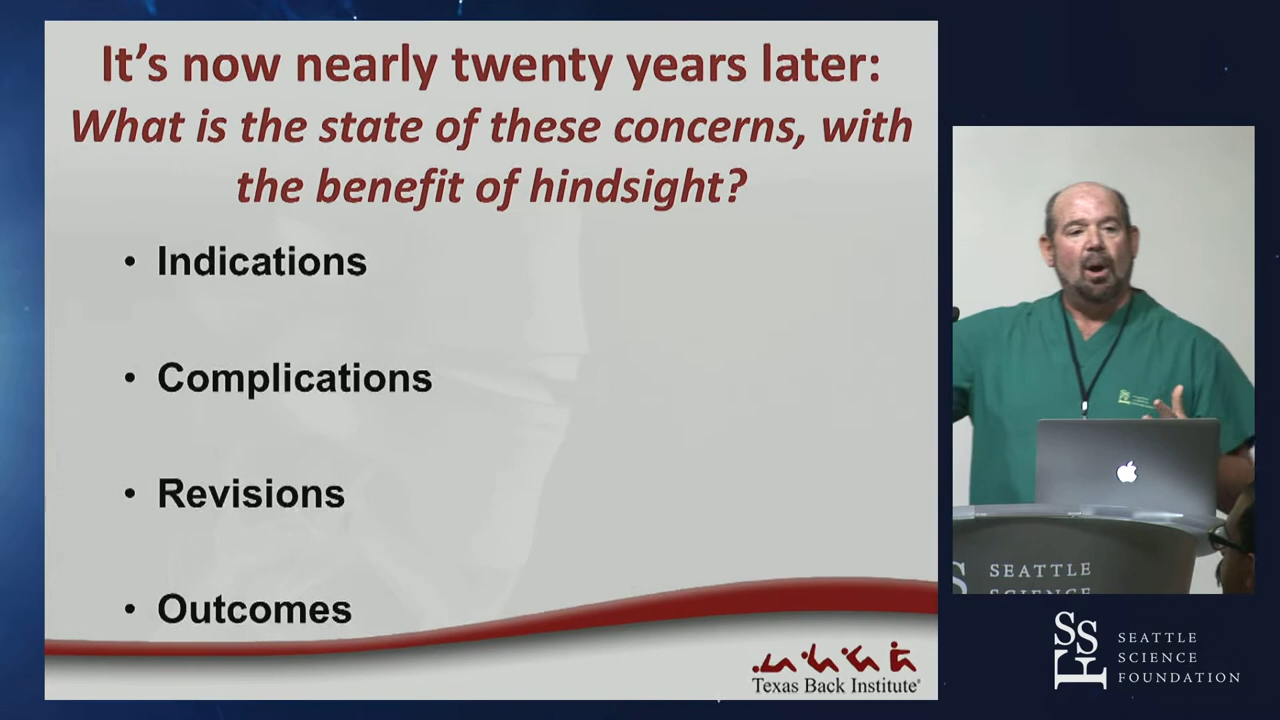 It's now nearly twenty years later:
What is the state of these concerns, with
the benefit of hindsight?
• Indications
• Complications
• Revisions
• Outcomes
Texas Back Institute
SEATTLE
SSF
SEATTLE
SCIENCE
FOUNDATION